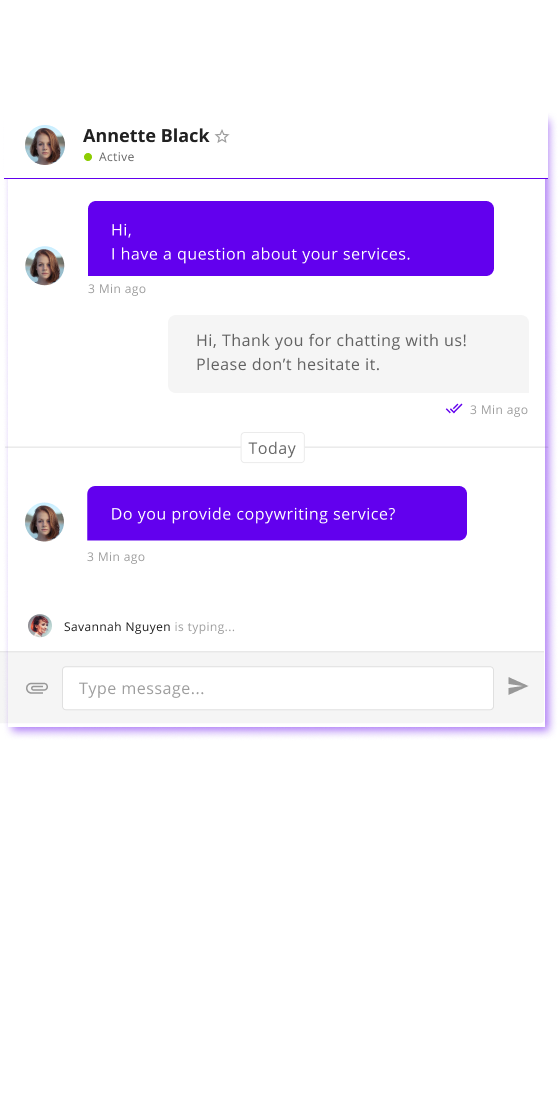 Annette Black
Active
Hi,
I have a question about your services.
3 Min ago
Hi, Thank you for chatting with us!
Please don’t hesitate it.
3 Min ago
Today
Do you provide copywriting service?
3 Min ago
Savannah Nguyen is typing...
Type message...